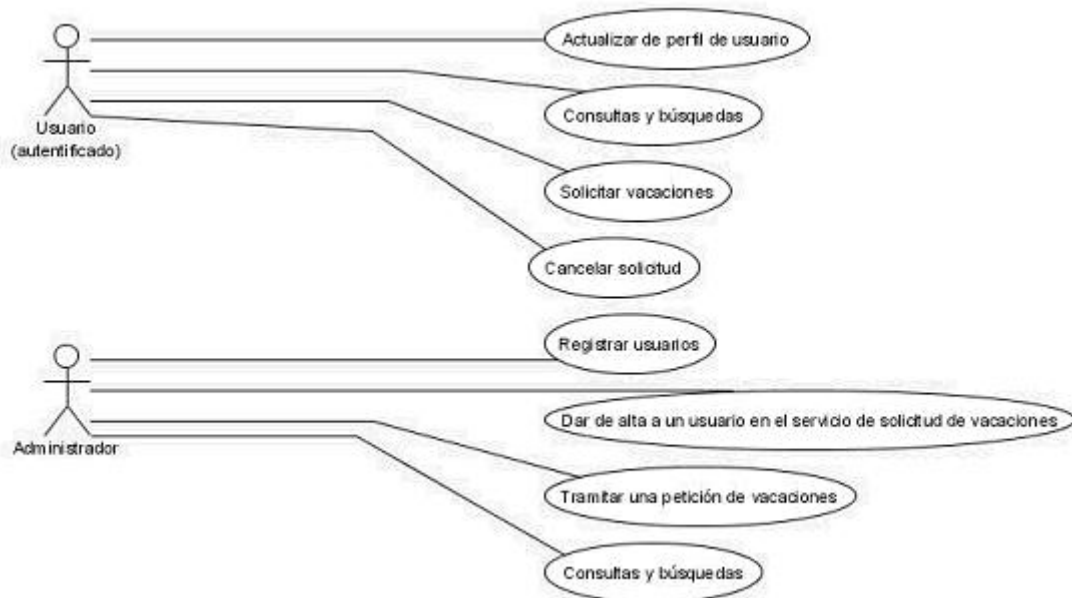 Actualizar de perfil de usuario
Consultas y búsquedas
Usuario
(autentificado)
Solicitar vacaciones
Cancelar solicitud
Registrar usuarios
Dar de alta a un usuario en el servicio de solicitud de vacaciones
Administrador
Tramitar una petición de vacaciones
Consultas y búsquedas